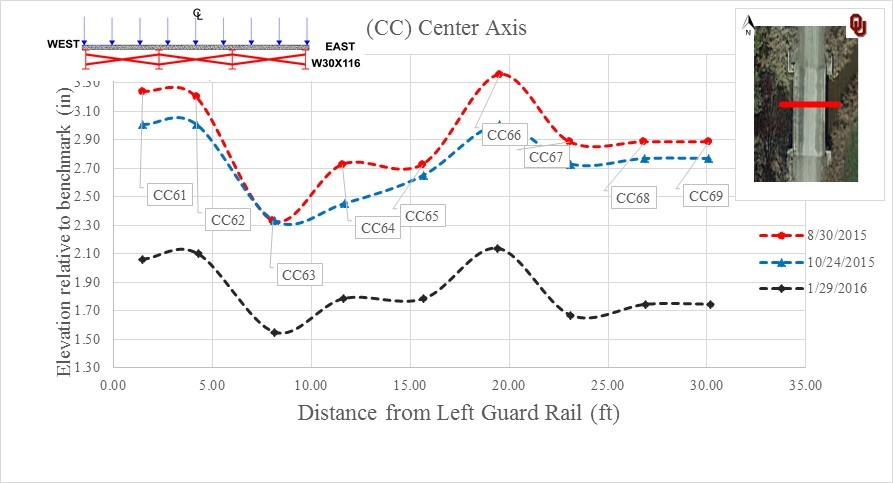 (CC) Center Axis
℄
WEST
EAST
W30X116
N
OU
Elevation relative to benchmark (in)
3.30
3.10
2.90
2.70
2.50
2.30
2.10
1.90
1.70
1.50
1.30
CC61
CC62
CC63
CC64
CC65
CC66
CC67
CC68
CC69
8/30/2015
10/24/2015
1/29/2016
0.00 5.00 10.00 15.00 20.00 25.00 30.00 35.00
Distance from Left Guard Rail (ft)